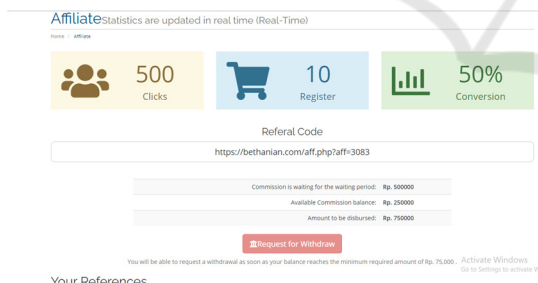 Affiliate Statistics are updated in real time (Real-Time)
Home / Affiliate
500
Clicks
10
Register
50%
Conversion
Referal Code
https://bethanian.com/aff.php?aff=3083
Commission is waiting for the waiting period: Rp. 500000
Available Commission balance: Rp. 250000
Amount to be disbursed: Rp. 750000
Request for Withdraw
You will be able to request a withdrawal as soon as your balance reaches the minimum required amount of Rp. 75,000 .
Activate Windows
Go to Settings to activate W
Your References